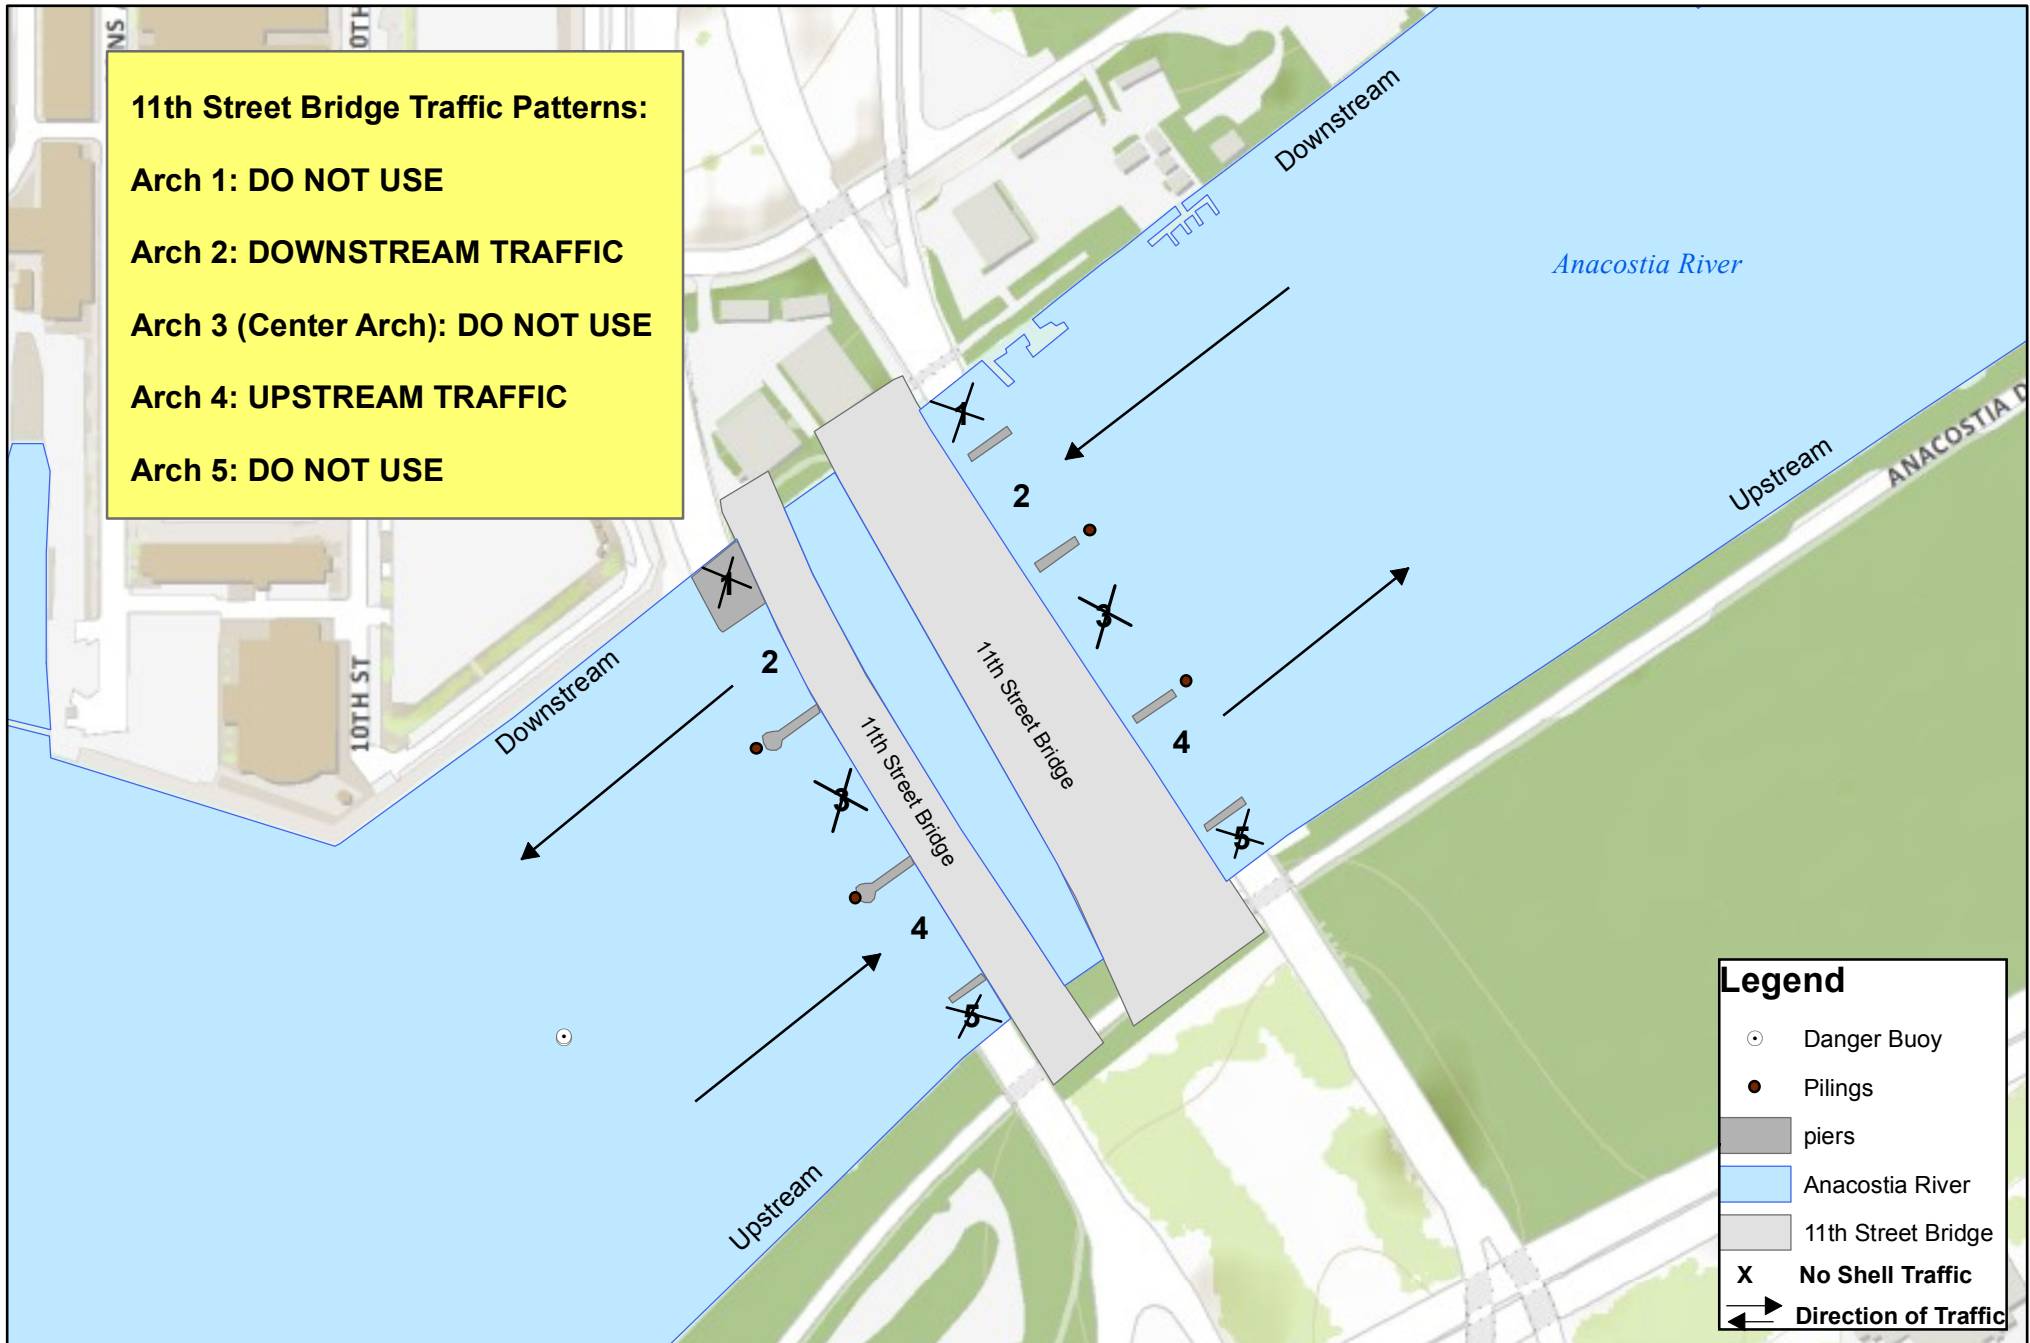 11th Street Bridge Traffic Patterns:
Arch 1: DO NOT USE
Arch 2: DOWNSTREAM TRAFFIC
Arch 3 (Center Arch): DO NOT USE
Arch 4: UPSTREAM TRAFFIC
Arch 5: DO NOT USE
Downstream
Anacostia River
1
2
3
4
5
Upstream
ANACOSTIA D
11th Street Bridge
11th Street Bridge
1
2
3
4
5
Downstream
10TH ST
Upstream
Legend
Danger Buoy
Pilings
piers
Anacostia River
11th Street Bridge
X No Shell Traffic
Direction of Traffic